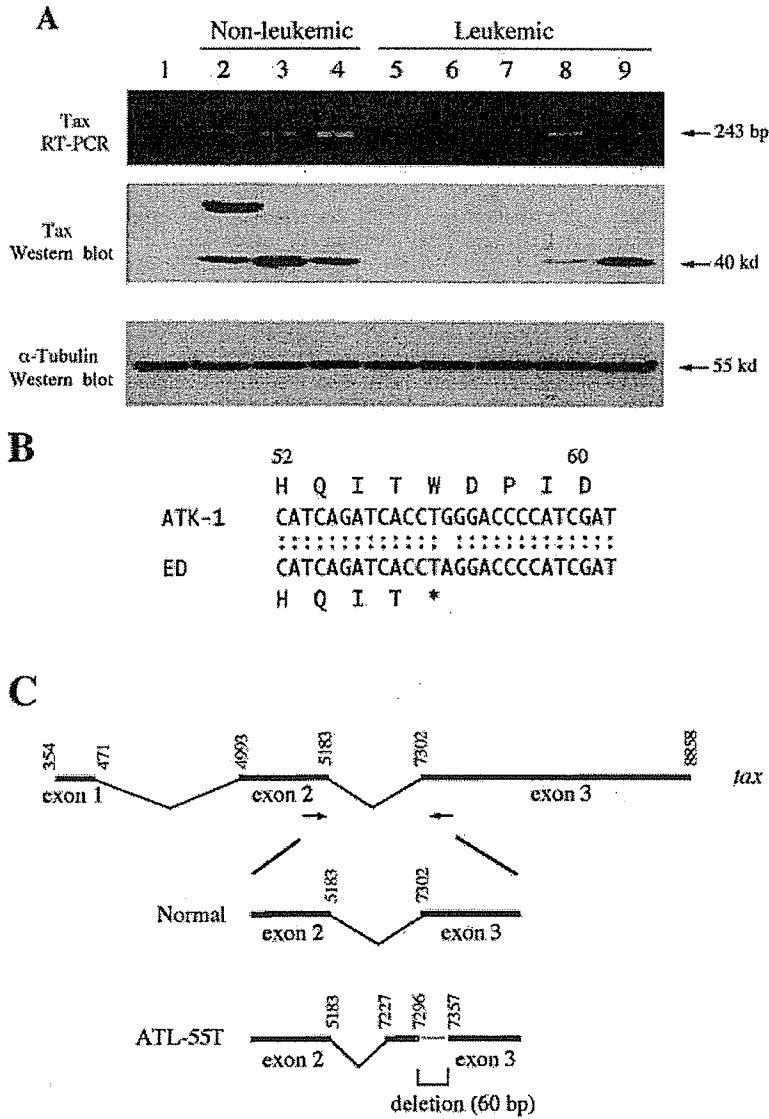 A
Non-leukemic Leukemic
1 2 3 4 5 6 7 8 9
Tax
RT-PCR
243 bp
Tax
Western blot
40 kd
α-Tubulin
Western blot
55 kd
B
52 60
H Q I T W D P I D
ATK-1 CATCAGATCACCTGGGACCCCATCGAT
ED CATCAGATCACCTAGGACCCCATCGAT
H Q I T *
C
354 471 4993 5183 7302 8858
exon 1 exon 2 exon 3 tax
5183 7302
Normal
exon 2 exon 3
5183 7227 7296 7357
ATL-55T
exon 2 exon 3
deletion (60 bp)